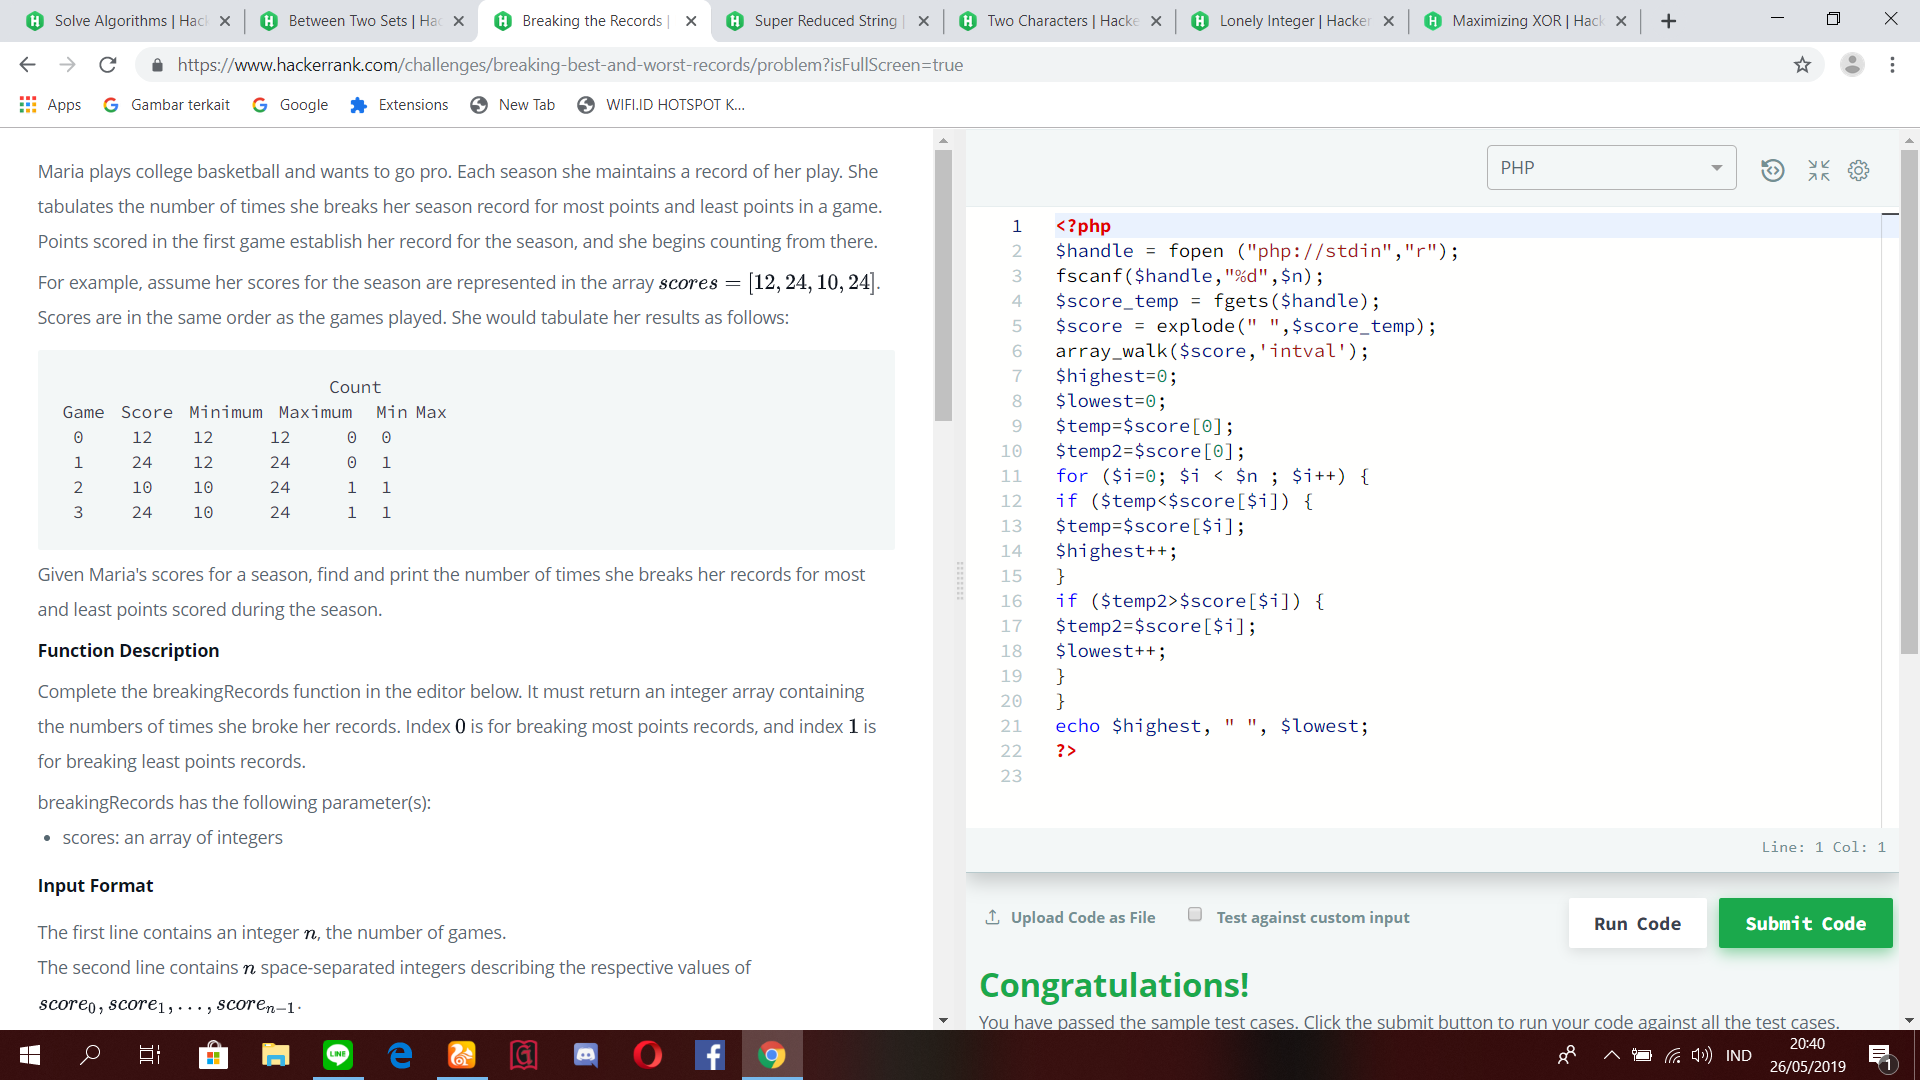 Solve Algorithms | Hac
Between Two Sets | Hac
Breaking the Records |
Super Reduced String |
Two Characters | Hacke
Lonely Integer | Hacker
Maximizing XOR | Hack
https://www.hackerrank.com/challenges/breaking-best-and-worst-records/problem?isFullScreen=true
Apps Gambar terkait Google Extensions New Tab WIFI.ID HOTSPOT K...
Maria plays college basketball and wants to go pro. Each season she maintains a record of her play. She
tabulates the number of times she breaks her season record for most points and least points in a game.
Points scored in the first game establish her record for the season, and she begins counting from there.
For example, assume her scores for the season are represented in the array scores = [12, 24, 10, 24].
Scores are in the same order as the games played. She would tabulate her results as follows:
Count
Game Score Minimum Maximum Min Max
0 12 12 12 0 0
1 24 12 24 0 1
2 10 10 24 1 1
3 24 10 24 1 1
Given Maria's scores for a season, find and print the number of times she breaks her records for most
and least points scored during the season.
Function Description
Complete the breakingRecords function in the editor below. It must return an integer array containing
the numbers of times she broke her records. Index 0 is for breaking most points records, and index 1 is
for breaking least points records.
breakingRecords has the following parameter(s):
• scores: an array of integers
Input Format
The first line contains an integer n, the number of games.
The second line contains n space-separated integers describing the respective values of
score₀, score₁, . . . , scoreₙ₋₁.
PHP
1 <?php
2 $handle = fopen ("php://stdin","r");
3 fscanf($handle,"%d",$n);
4 $score_temp = fgets($handle);
5 $score = explode(" ",$score_temp);
6 array_walk($score,'intval');
7 $highest=0;
8 $lowest=0;
9 $temp=$score[0];
10 $temp2=$score[0];
11 for ($i=0; $i < $n ; $i++) {
12 if ($temp<$score[$i]) {
13 $temp=$score[$i];
14 $highest++;
15 }
16 if ($temp2>$score[$i]) {
17 $temp2=$score[$i];
18 $lowest++;
19 }
20 }
21 echo $highest, " ", $lowest;
22 ?>
23
Line: 1 Col: 1
Upload Code as File
Test against custom input
Run Code
Submit Code
Congratulations!
You have passed the sample test cases. Click the submit button to run your code against all the test cases.
LINE
IND
20:40
26/05/2019
1